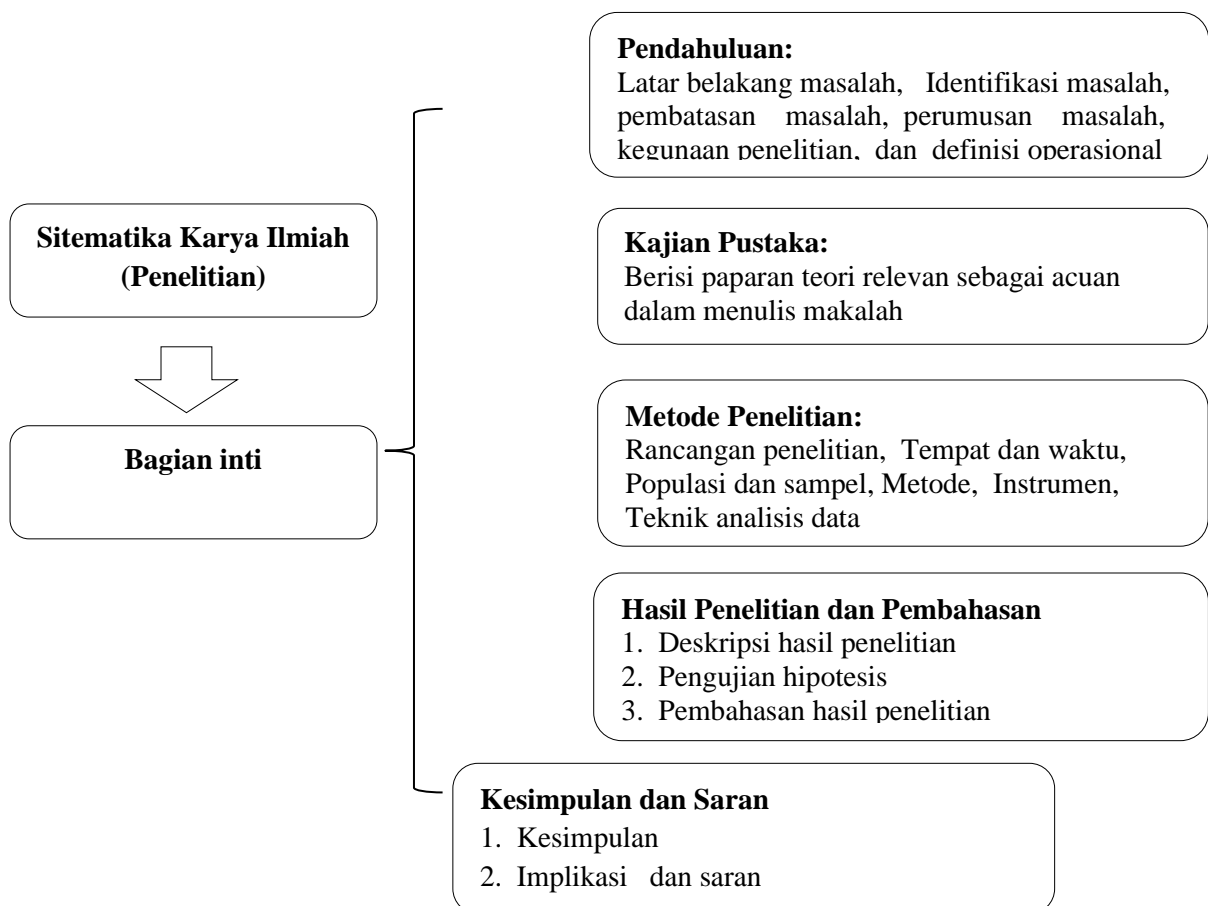 Sitematika Karya Ilmiah
(Penelitian)
Bagian inti
Pendahuluan:
Latar belakang masalah, Identifikasi masalah,
pembatasan masalah, perumusan masalah,
kegunaan penelitian, dan definisi operasional
Kajian Pustaka:
Berisi paparan teori relevan sebagai acuan
dalam menulis makalah
Metode Penelitian:
Rancangan penelitian, Tempat dan waktu,
Populasi dan sampel, Metode, Instrumen,
Teknik analisis data
Hasil Penelitian dan Pembahasan
1. Deskripsi hasil penelitian
2. Pengujian hipotesis
3. Pembahasan hasil penelitian
Kesimpulan dan Saran
1. Kesimpulan
2. Implikasi dan saran